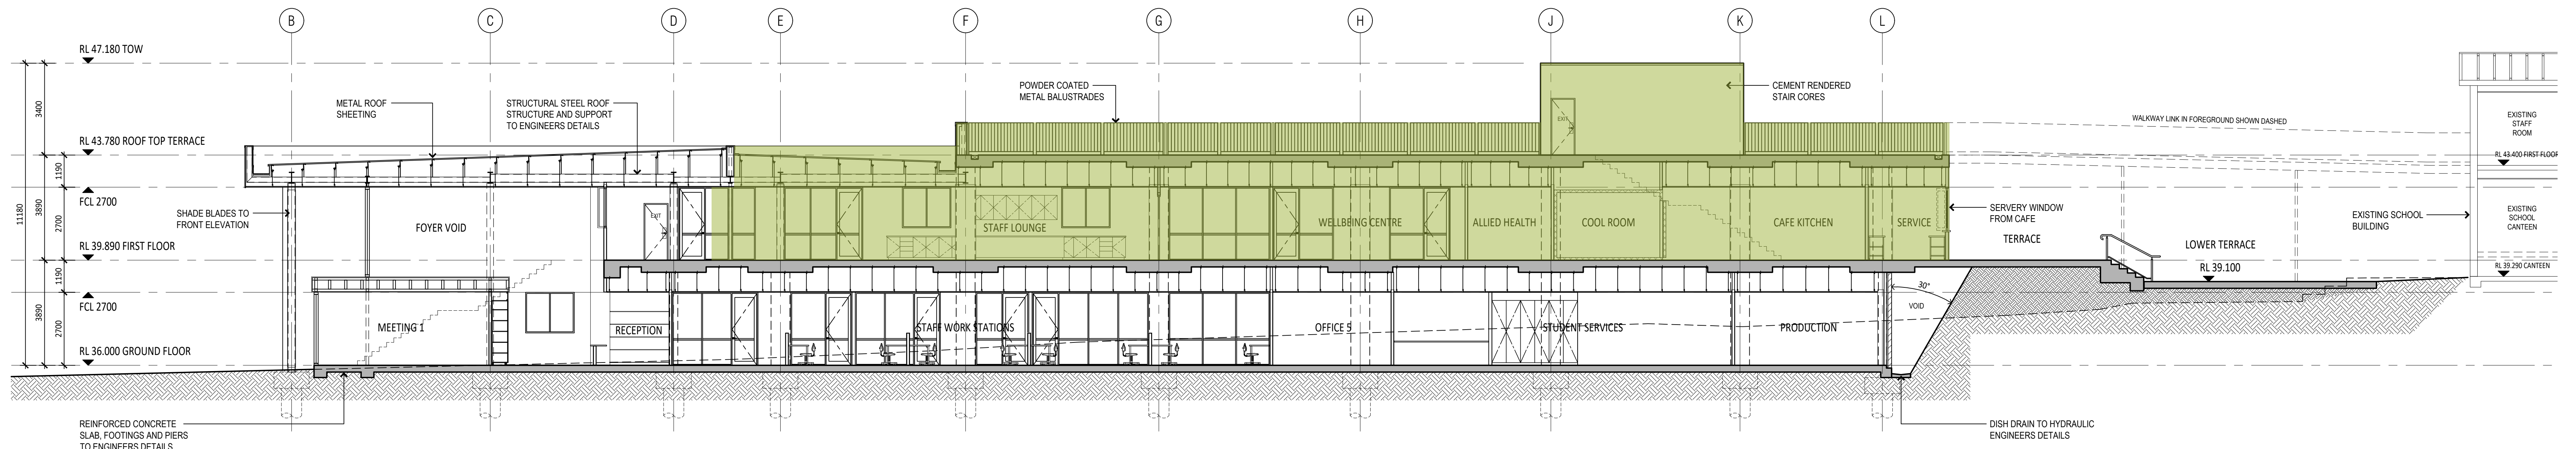 B
C
D
E
F
G
H
J
K
L
RL 47.180 TOW
RL 43.780 ROOF TOP TERRACE
FCL 2700
RL 39.890 FIRST FLOOR
FCL 2700
RL 36.000 GROUND FLOOR
11180
3400
1190
3890
2700
1190
3890
2700
METAL ROOF
SHEETING
STRUCTURAL STEEL ROOF
STRUCTURE AND SUPPORT
TO ENGINEERS DETAILS
POWDER COATED
METAL BALUSTRADES
EXIT
CEMENT RENDERED
STAIR CORES
WALKWAY LINK IN FOREGROUND SHOWN DASHED
EXISTING
STAFF
ROOM
RL 43.400 FIRST FLOOR
SHADE BLADES TO
FRONT ELEVATION
FOYER VOID
EXIT
STAFF LOUNGE
WELLBEING CENTRE
ALLIED HEALTH
COOL ROOM
CAFE KITCHEN
SERVICE
SERVERY WINDOW
FROM CAFE
TERRACE
LOWER TERRACE
RL 39.100
EXISTING SCHOOL
BUILDING
EXISTING
SCHOOL
CANTEEN
RL 39.290 CANTEEN
MEETING 1
RECEPTION
STAFF WORK STATIONS
OFFICE 5
STUDENT SERVICES
PRODUCTION
30°
VOID
REINFORCED CONCRETE
SLAB, FOOTINGS AND PIERS
TO ENGINEERS DETAILS
DISH DRAIN TO HYDRAULIC
ENGINEERS DETAILS